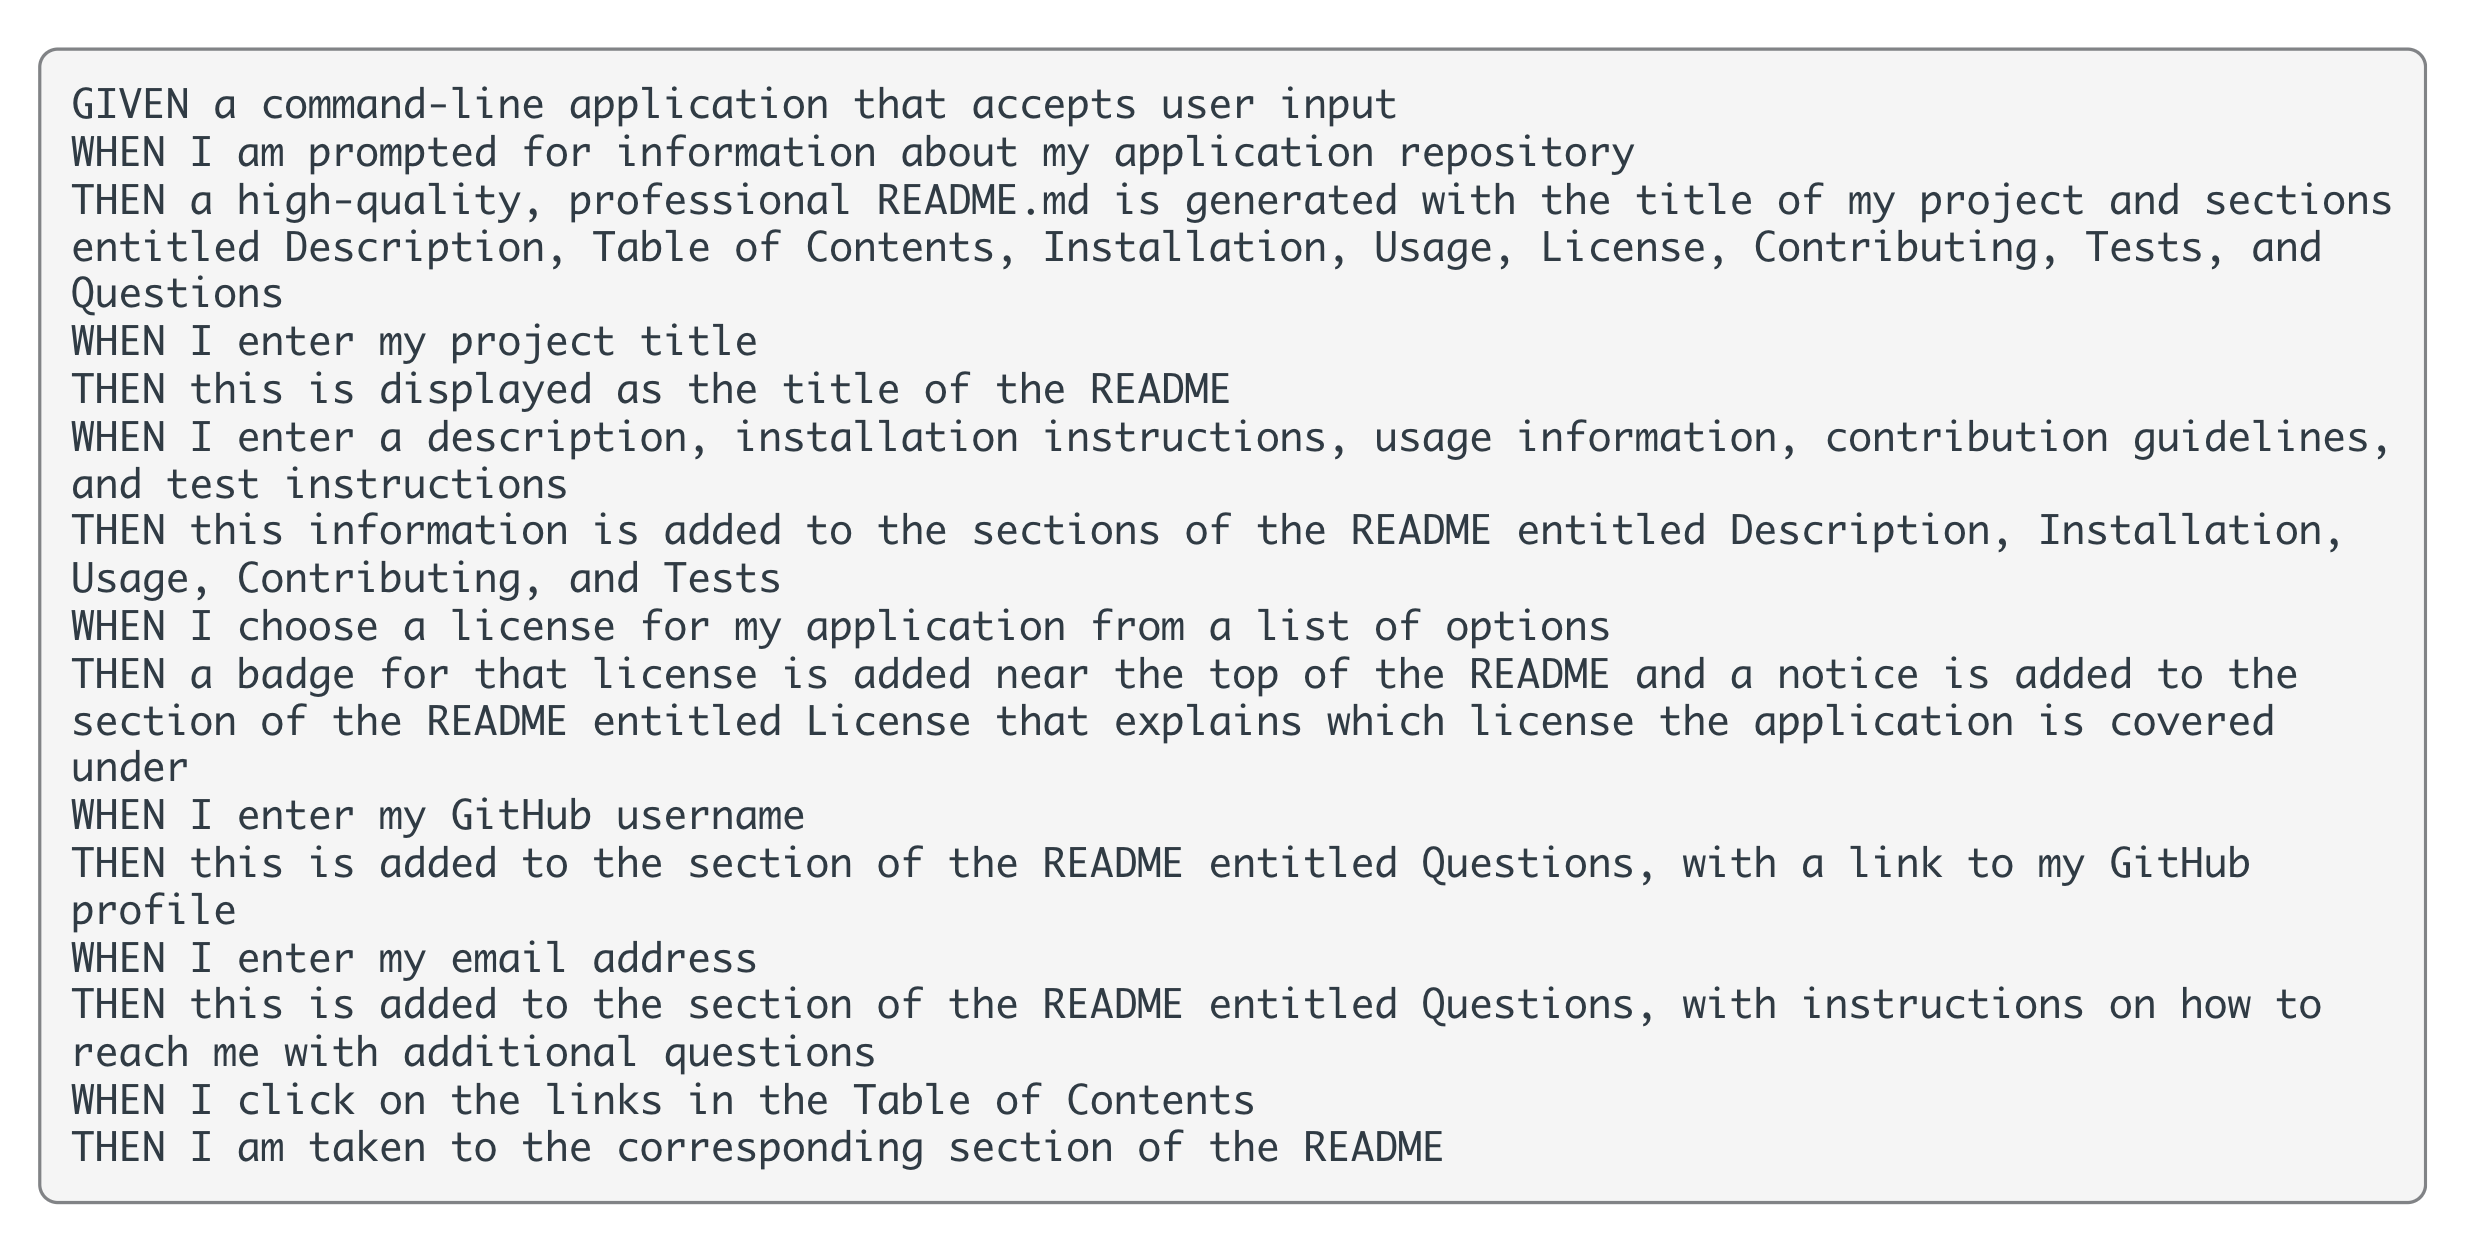 GIVEN a command-line application that accepts user input
WHEN I am prompted for information about my application repository
THEN a high-quality, professional README.md is generated with the title of my project and sections
entitled Description, Table of Contents, Installation, Usage, License, Contributing, Tests, and
Questions
WHEN I enter my project title
THEN this is displayed as the title of the README
WHEN I enter a description, installation instructions, usage information, contribution guidelines,
and test instructions
THEN this information is added to the sections of the README entitled Description, Installation,
Usage, Contributing, and Tests
WHEN I choose a license for my application from a list of options
THEN a badge for that license is added near the top of the README and a notice is added to the
section of the README entitled License that explains which license the application is covered
under
WHEN I enter my GitHub username
THEN this is added to the section of the README entitled Questions, with a link to my GitHub
profile
WHEN I enter my email address
THEN this is added to the section of the README entitled Questions, with instructions on how to
reach me with additional questions
WHEN I click on the links in the Table of Contents
THEN I am taken to the corresponding section of the README